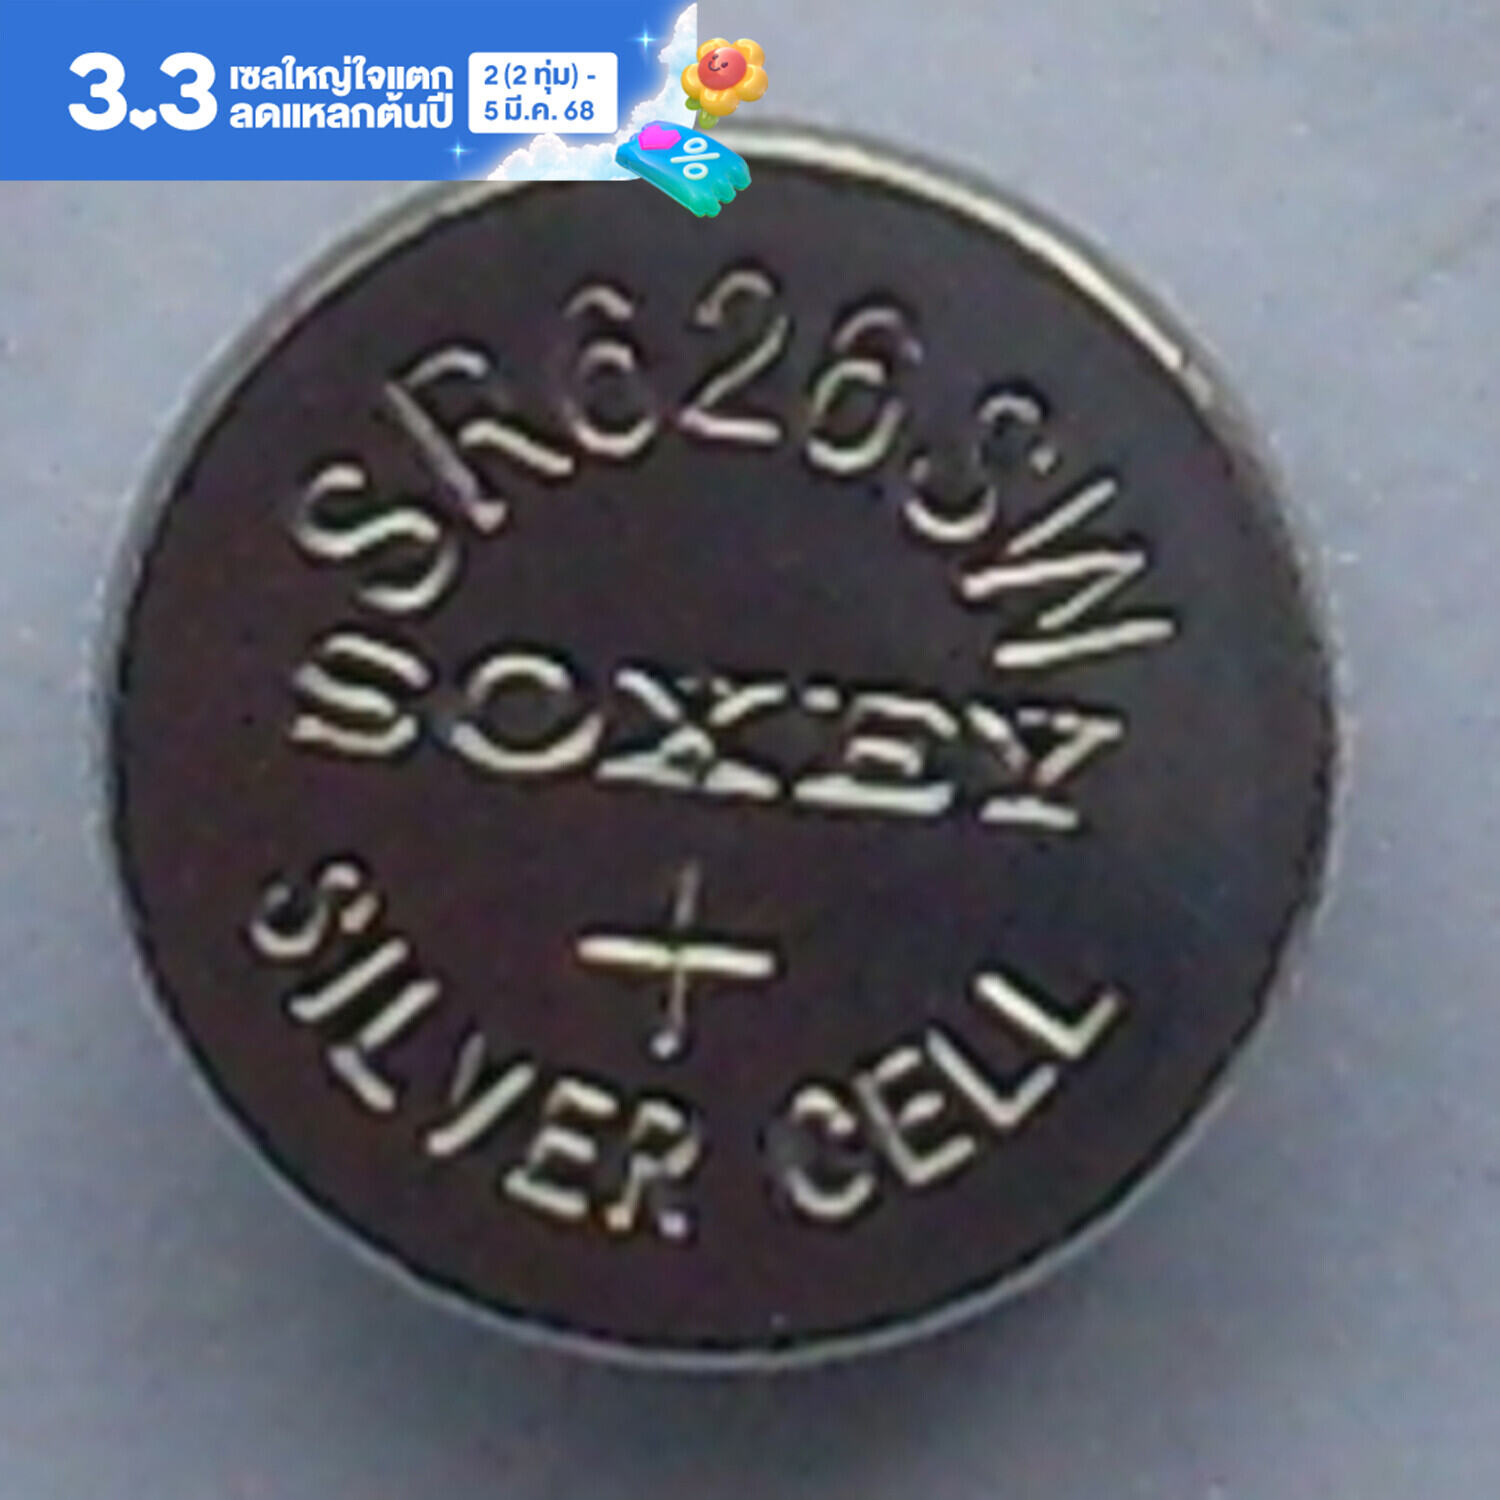 3.3
เซลใหญ่ใจแตก
ลดแหลกต้นปี
2 (2 ทุ่ม) -
5 มี.ค. 68
%
SR626SW
SOXEY
+
SILVER CELL